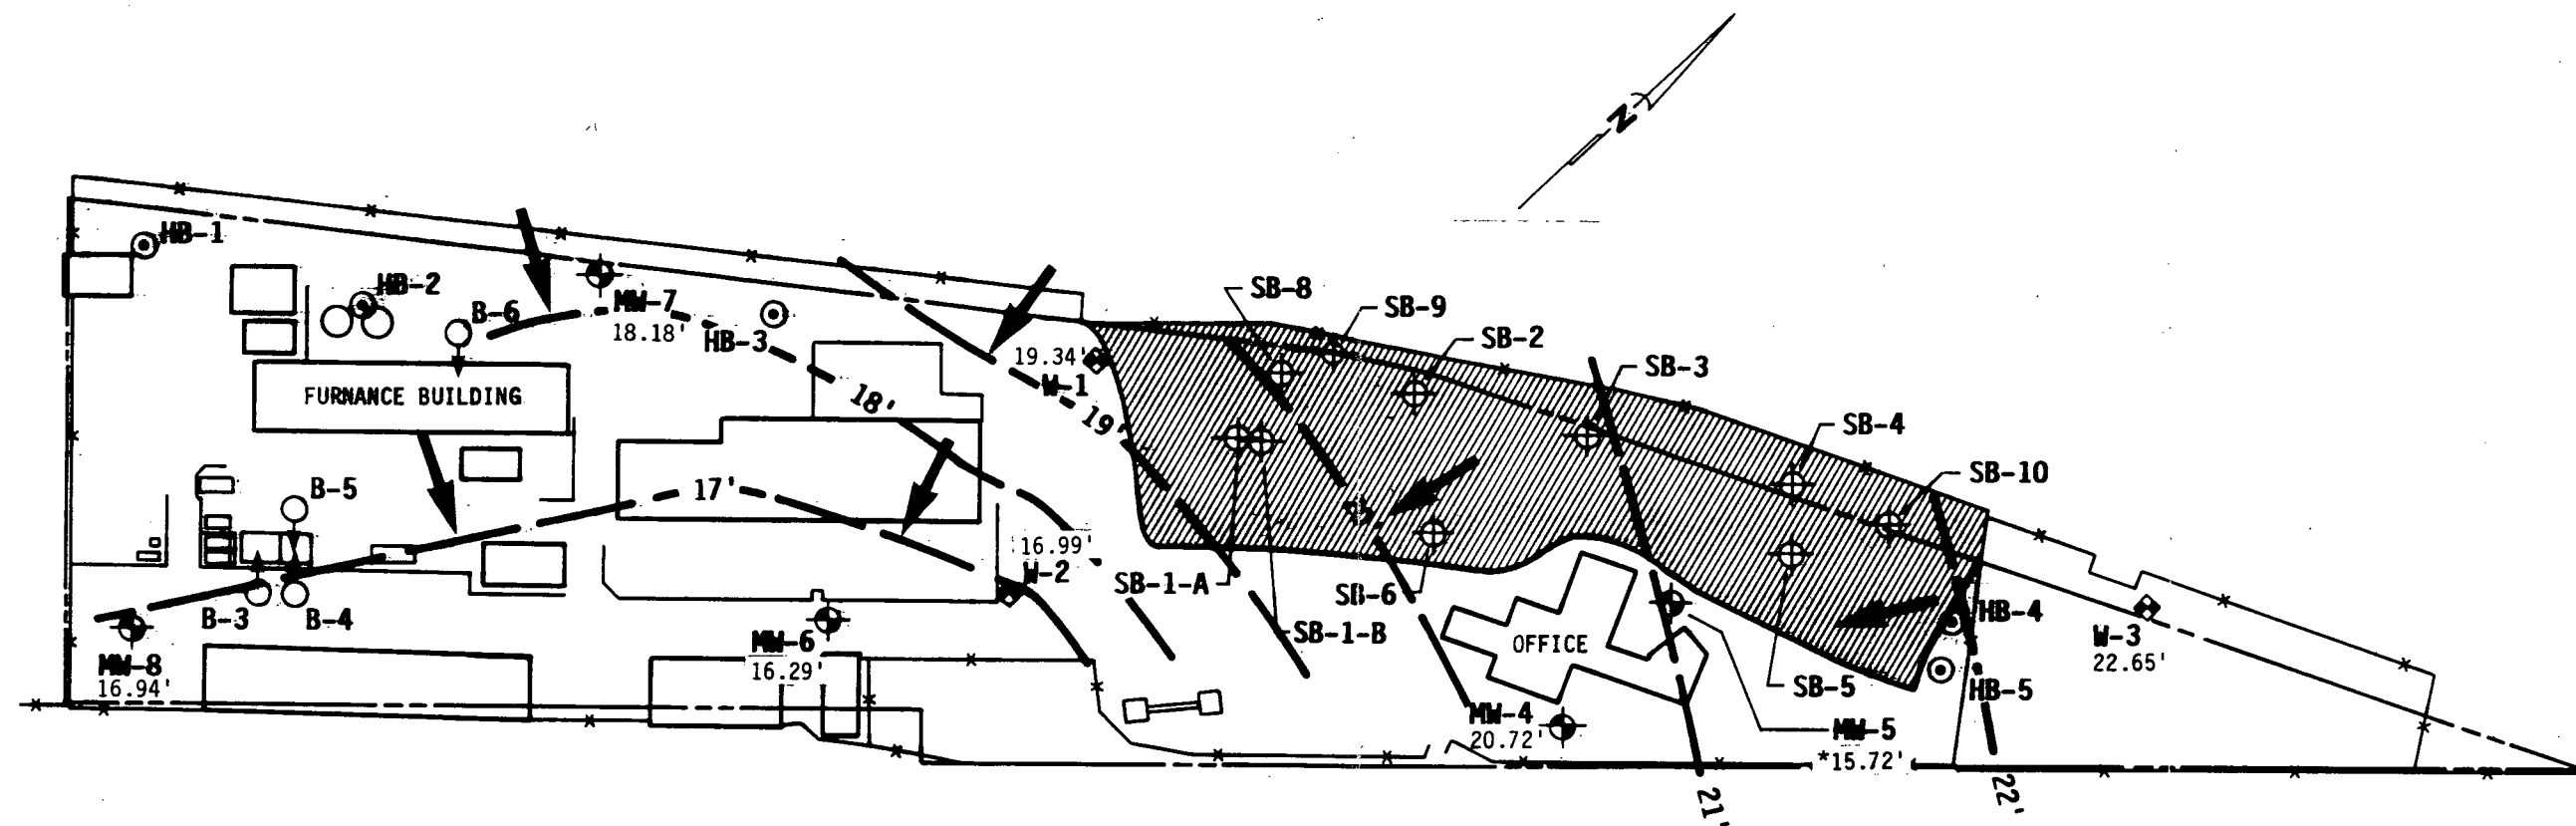 N
HB-1
HB-2
B-6
MW-7
18.18'
HB-3
FURNANCE BUILDING
19.34'
W-1
18'
19'
SB-8
SB-9
SB-2
SB-3
SB-4
SB-10
B-5
17'
16.99'
W-2
SB-1-A
SB-6
SB-1-B
OFFICE
HB-4
W-3
22.65'
B-3
B-4
MW-8
16.94'
MW-6
16.29'
SB-5
HB-5
MW-4
20.72'
MW-5
*15.72'
21'
22'